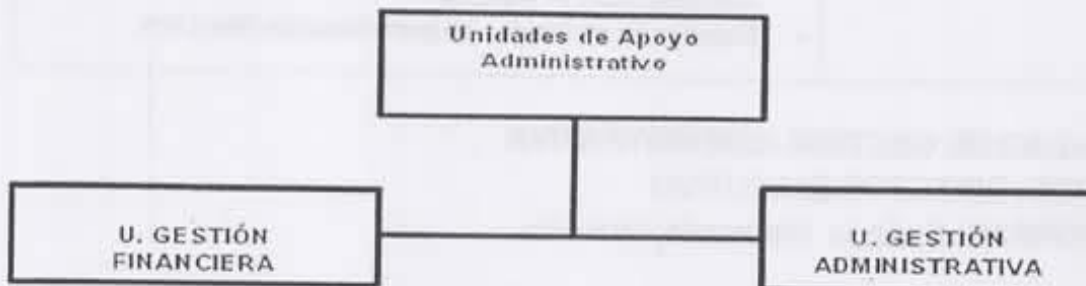 Unidades de Apoyo
Administrativo
U. GESTIÓN
FINANCIERA
U. GESTIÓN
ADMINISTRATIVA